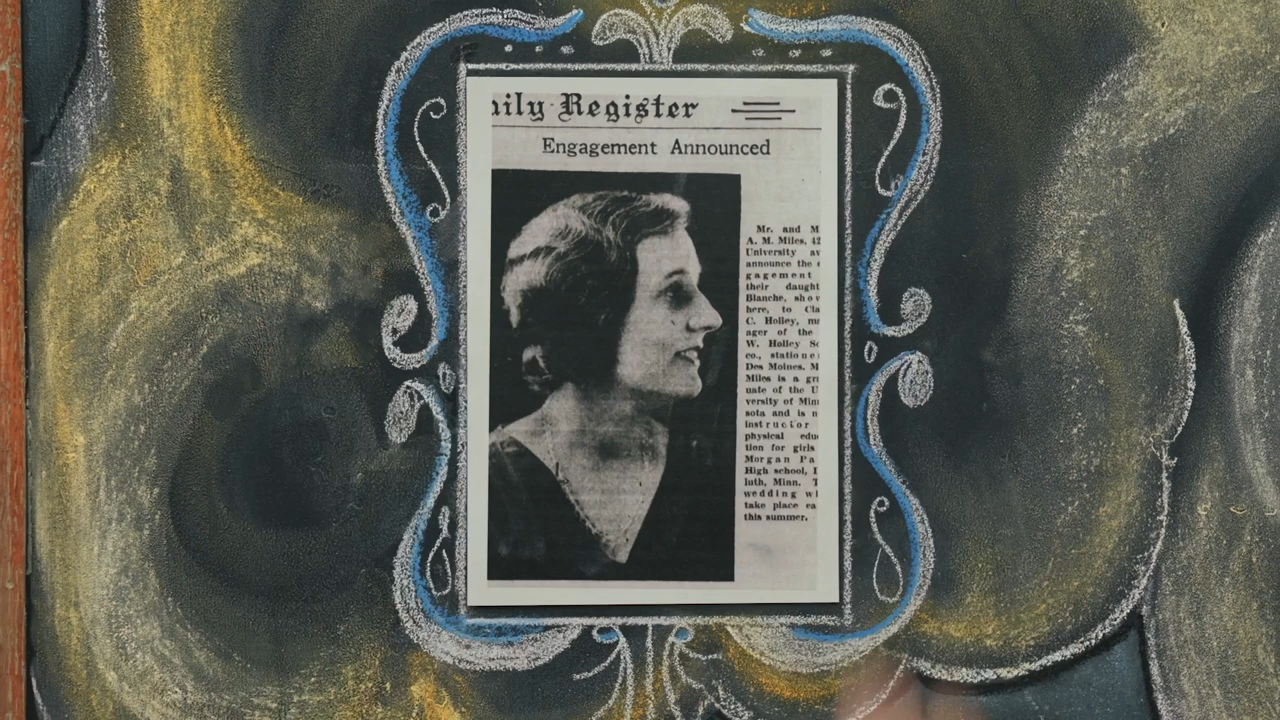 aily Register
Engagement Announced
Mr. and M
A. M. Miles, 42
University av
announce the e
gagement
their daught
Blanche, show
here, to Cla
C. Holley, ma
ager of the
W. Holley Sc
co., statione
Des Moines. M
Miles is a gra
uate of the U
versity of Min
sota and is n
instructor
physical edu
tion for girls
Morgan Pa
High school, D
luth, Minn. T
wedding wi
take place ea
this summer.